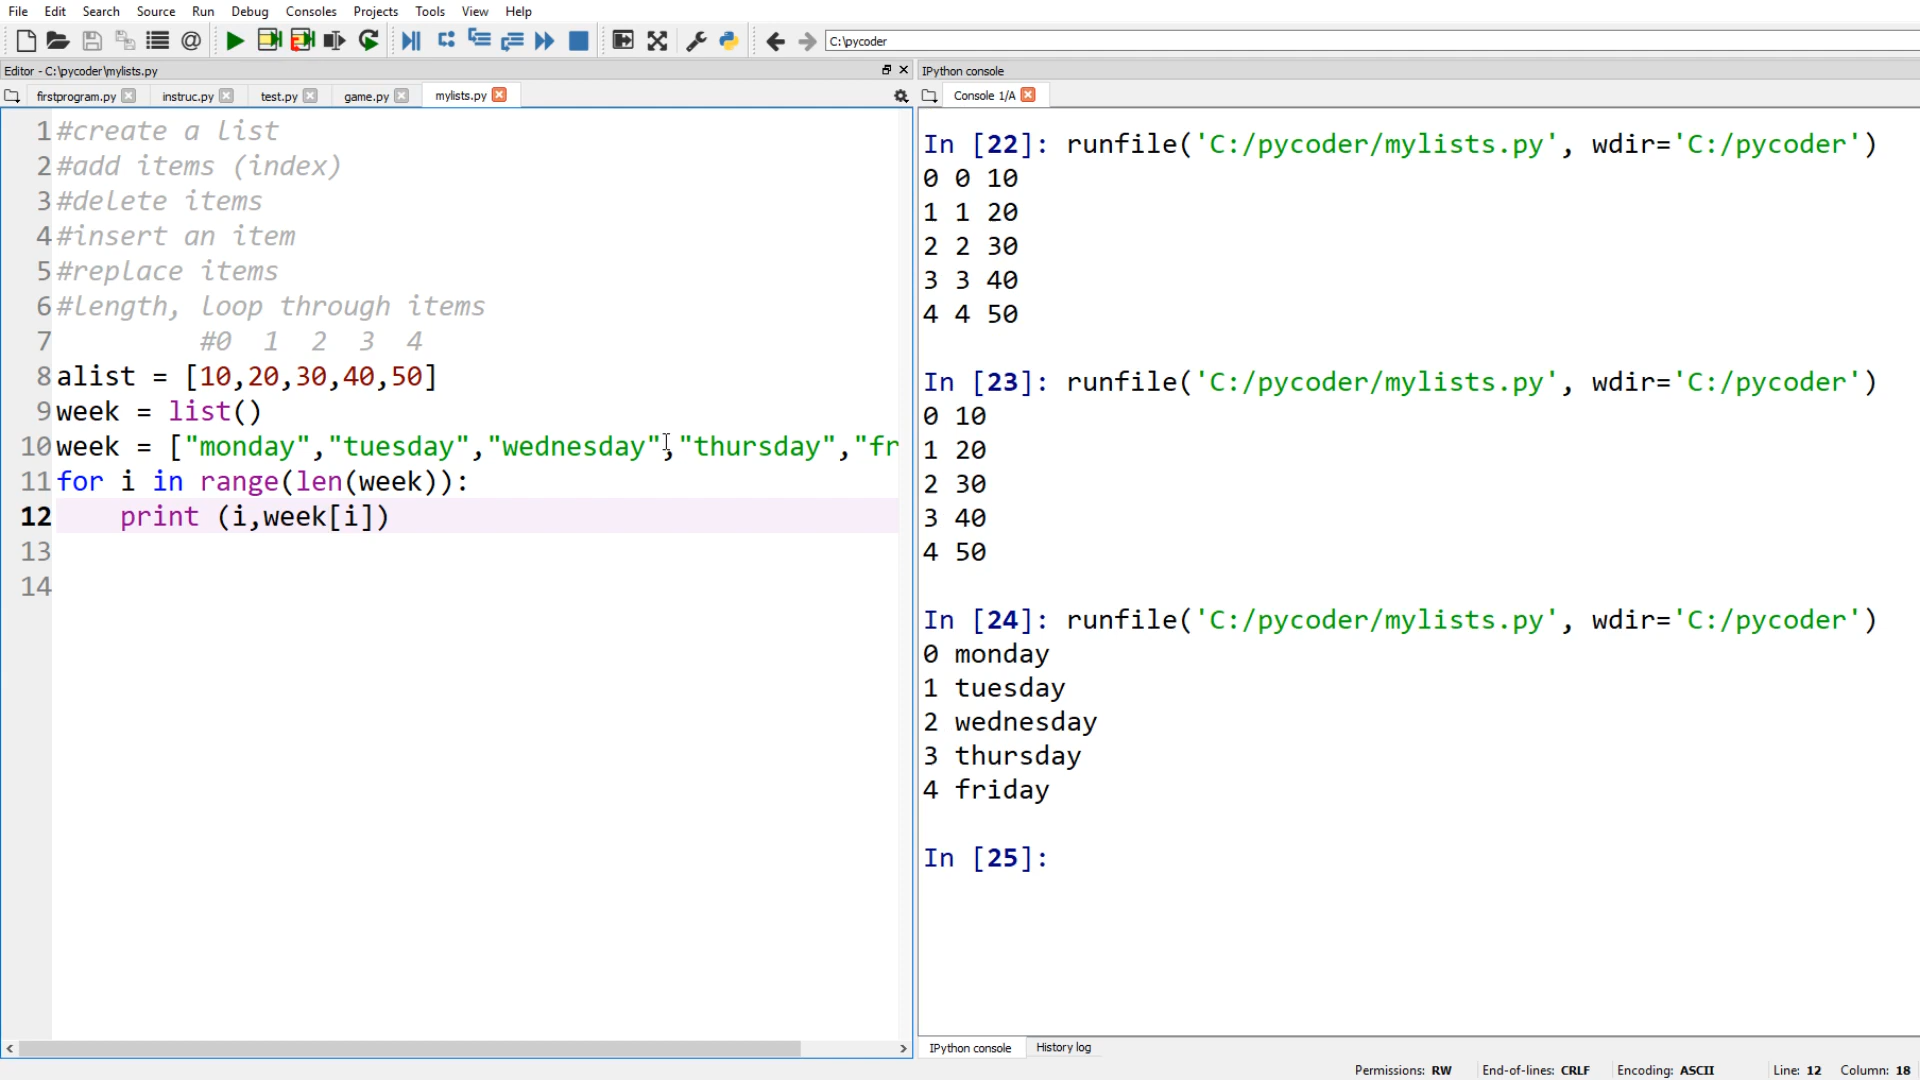 File Edit Search Source Run Debug Consoles Projects Tools View Help
C:\pycoder
Editor - C:\pycoder\mylists.py
firstprogram.py instruc.py test.py game.py mylists.py
1 #create a list
2 #add items (index)
3 #delete items
4 #insert an item
5 #replace items
6 #length, loop through items
7 #0 1 2 3 4
8 alist = [10,20,30,40,50]
9 week = list()
10 week = ["monday","tuesday","wednesday","thursday","fr
11 for i in range(len(week)):
12 print (i,week[i])
13
14
IPython console
Console 1/A
In [22]: runfile('C:/pycoder/mylists.py', wdir='C:/pycoder')
0 0 10
1 1 20
2 2 30
3 3 40
4 4 50
In [23]: runfile('C:/pycoder/mylists.py', wdir='C:/pycoder')
0 10
1 20
2 30
3 40
4 50
In [24]: runfile('C:/pycoder/mylists.py', wdir='C:/pycoder')
0 monday
1 tuesday
2 wednesday
3 thursday
4 friday
In [25]:
IPython console History log
Permissions: RW End-of-lines: CRLF Encoding: ASCII Line: 12 Column: 18